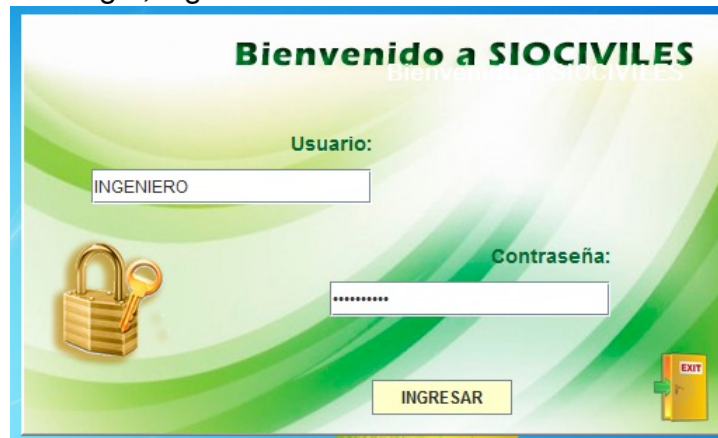 Bienvenido a SIOCIVILES
Usuario:
INGENIERO
Contraseña:
••••••••••
EXIT
INGRESAR